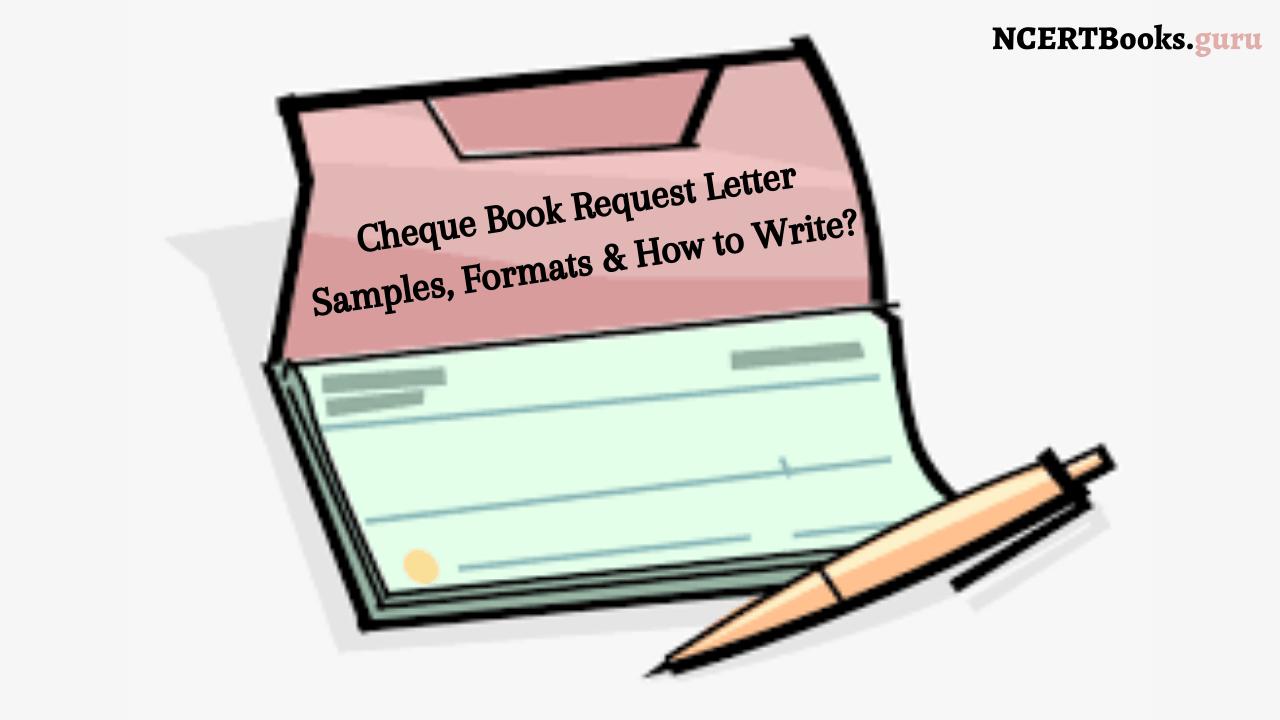 NCERTBooks.guru
Cheque Book Request Letter
Samples, Formats & How to Write?